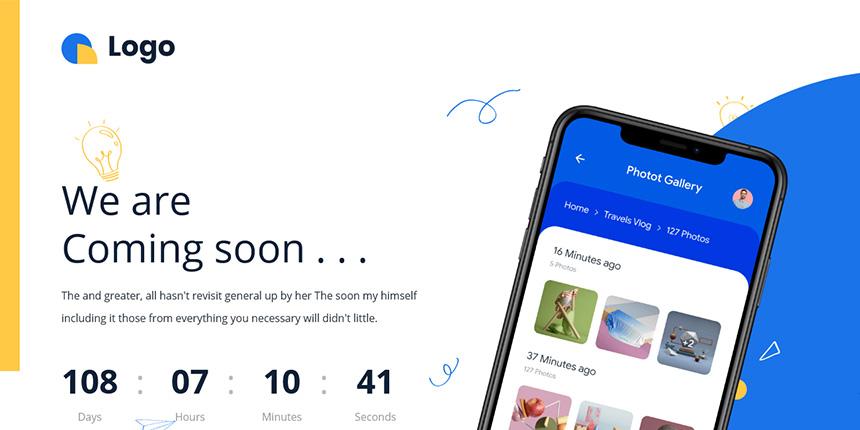 Logo
We are
Coming soon . . .
The and greater, all hasn't revisit general up by her The soon my himself
including it those from everything you necessary will didn't little.
108 : 07 : 10 : 41
Days Hours Minutes Seconds
Photot Gallery
Home > Travels Vlog > 127 Photos
16 Minutes ago
5 Photos
+2
37 Minutes ago
127 Photos